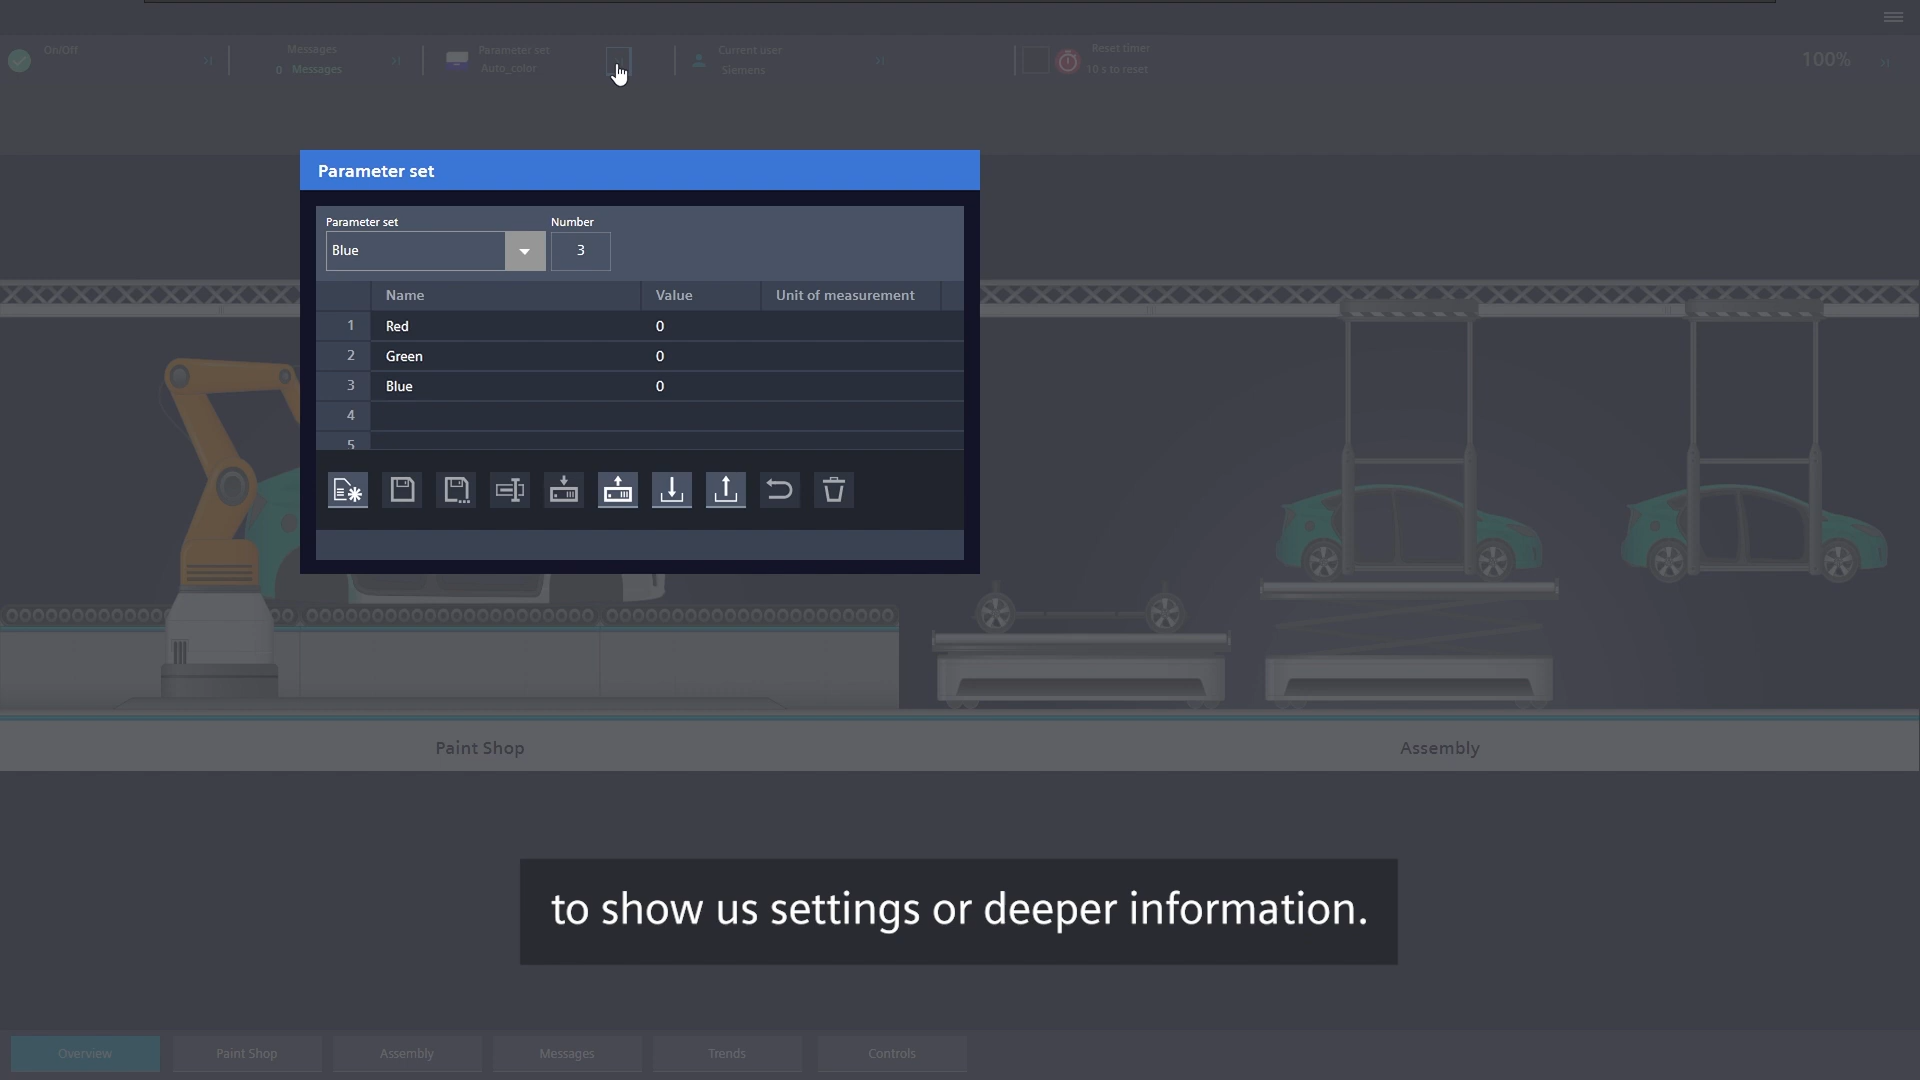 On/Off
Messages
0 Messages
Parameter set
Auto_color
Current user
Siemens
Reset timer
10 s to reset
100%
Parameter set
Parameter set
Number
Blue
3
Name
Value
Unit of measurement
1
Red
0
2
Green
0
3
Blue
0
4
5
Paint Shop
Assembly
to show us settings or deeper information.
Overview
Paint Shop
Assembly
Messages
Trends
Controls